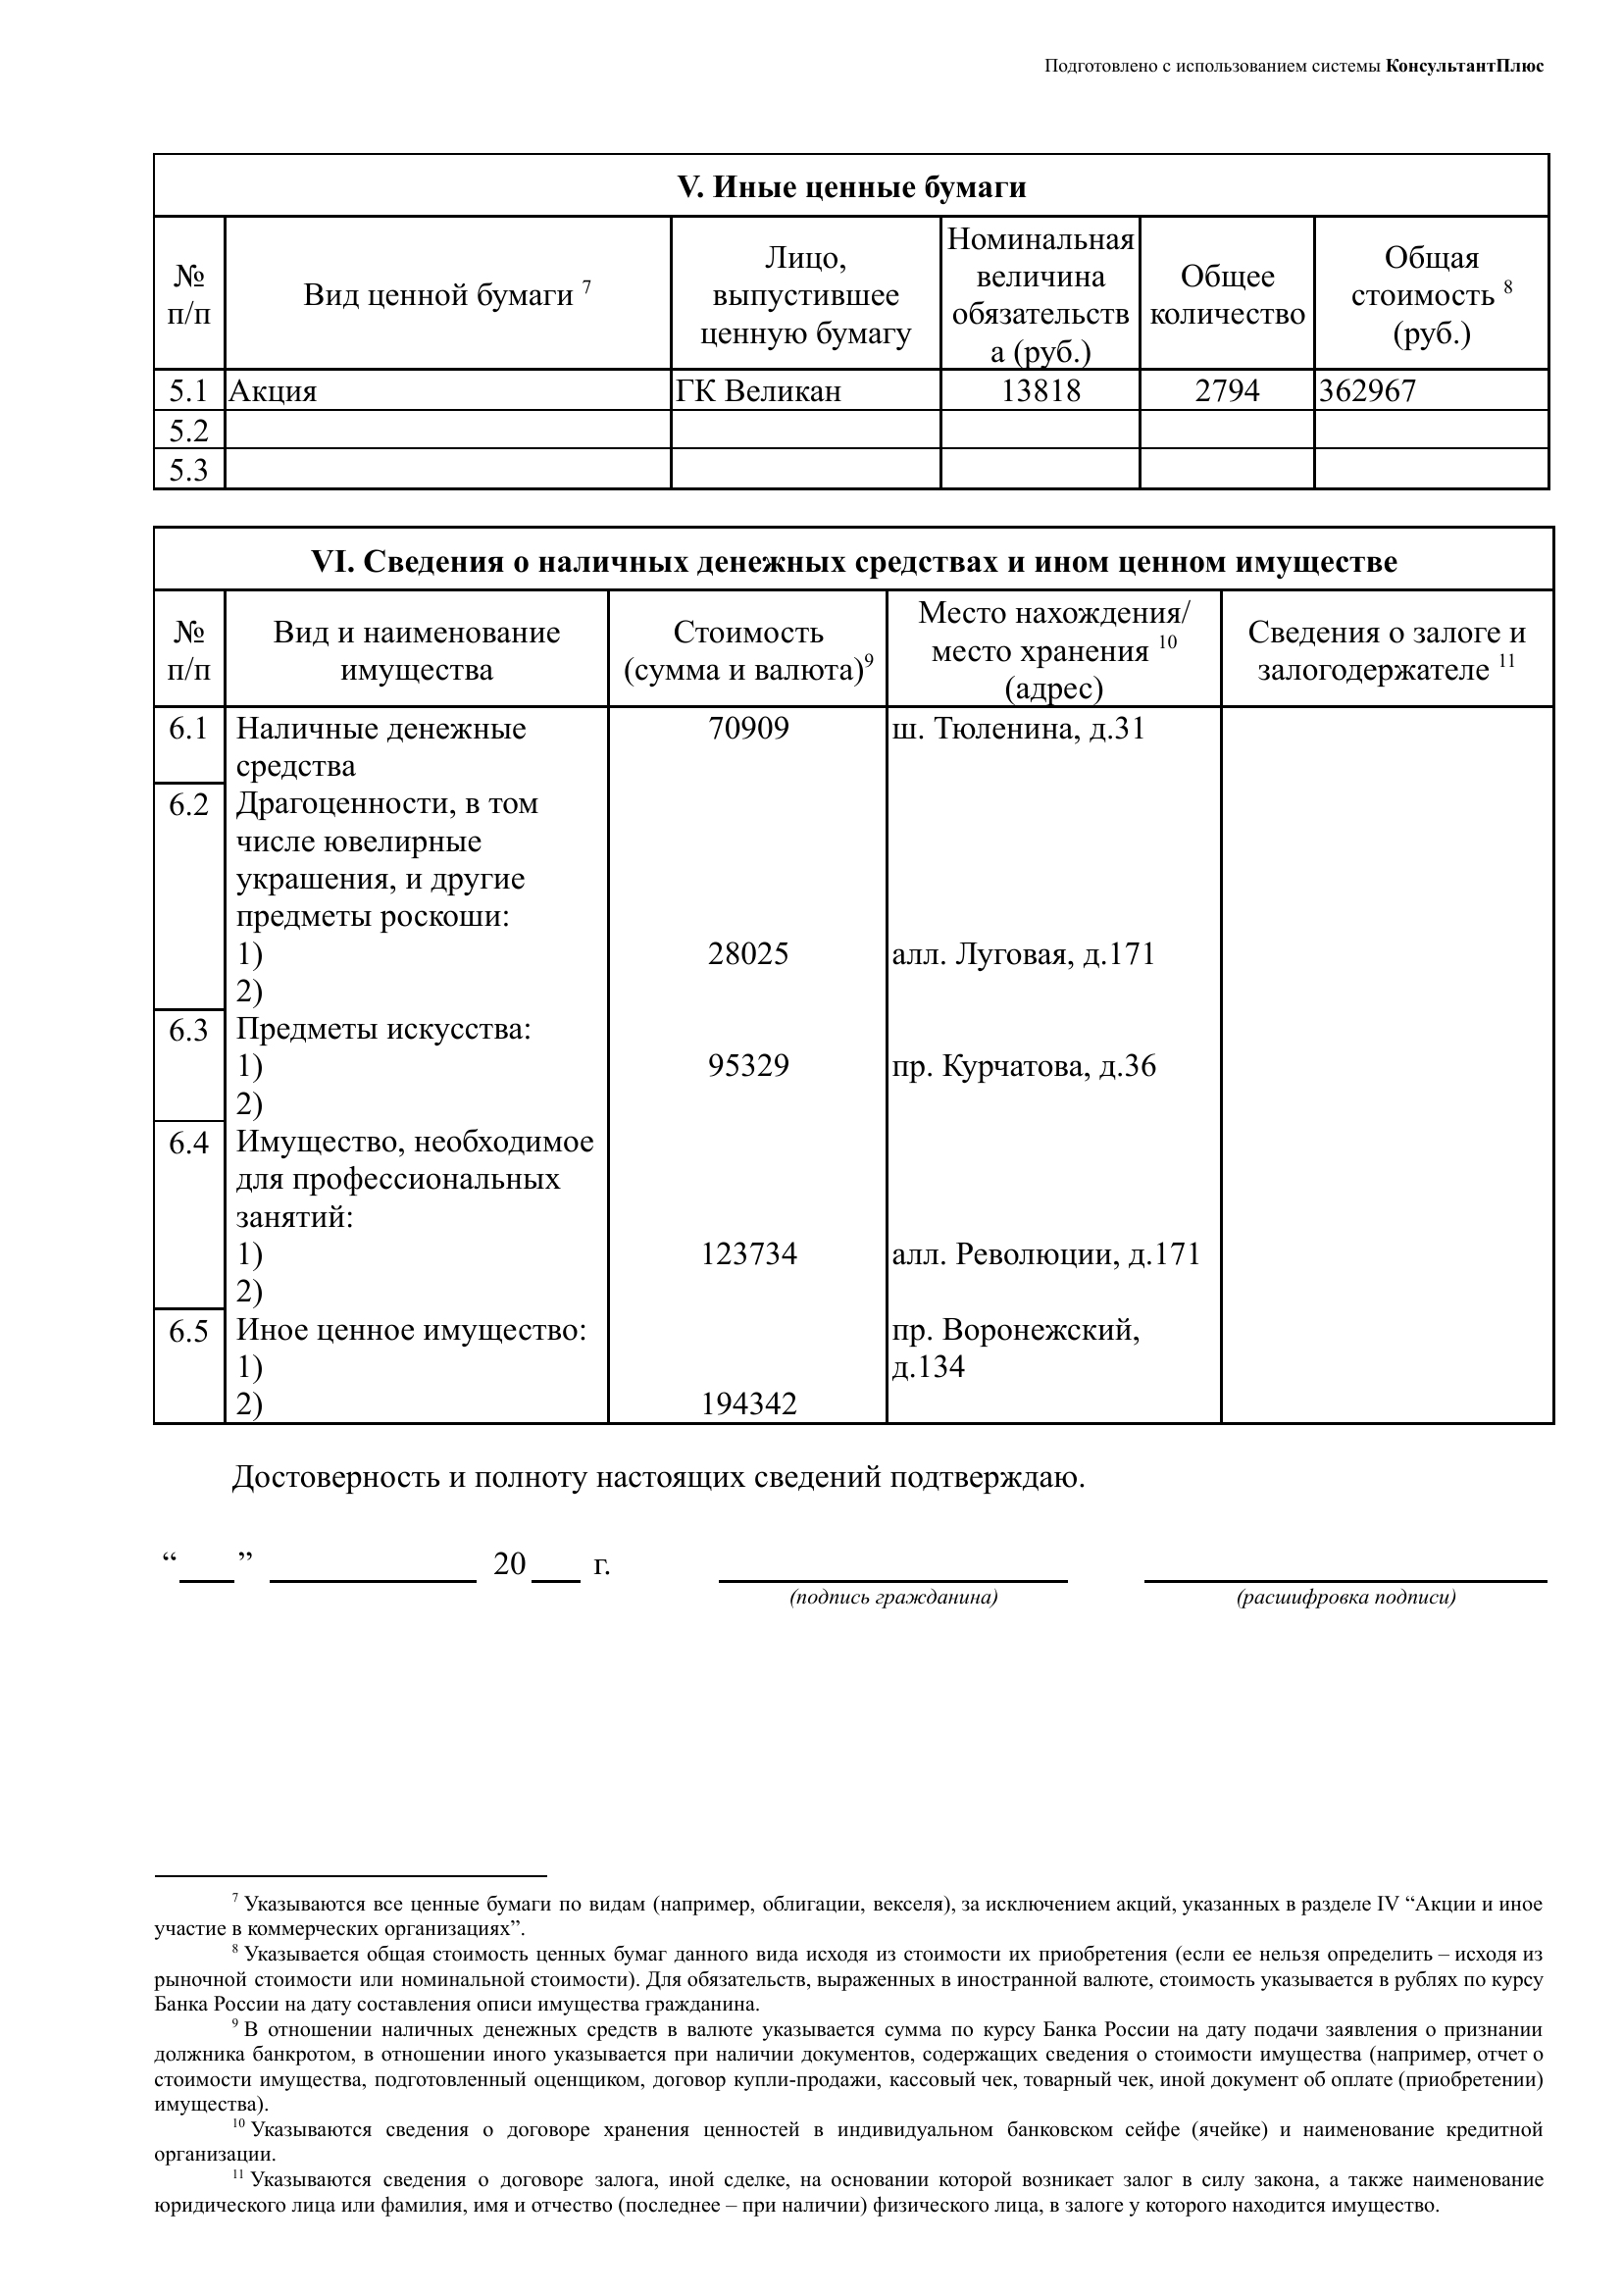 Подготовлено с использованием системы КонсультантПлюс
V. Иные ценные бумаги
№
п/п
Вид ценной бумаги 7
Лицо,
выпустившее
ценную бумагу
Номинальная
величина
обязательств
а (руб.)
Общее
количество
Общая
стоимость 8
(руб.)
5.1 Акция ГК Великан 13818 2794 362967
5.2
5.3
VI. Сведения о наличных денежных средствах и ином ценном имуществе
№
п/п
Вид и наименование
имущества
Стоимость
(сумма и валюта)9
Место нахождения/
место хранения 10
(адрес)
Сведения о залоге и
залогодержателе 11
6.1 Наличные денежные 70909 ш. Тюленина, д.31
средства
6.2 Драгоценности, в том
числе ювелирные
украшения, и другие
предметы роскоши:
1) 28025 алл. Луговая, д.171
2)
6.3 Предметы искусства:
1) 95329 пр. Курчатова, д.36
2)
6.4 Имущество, необходимое
для профессиональных
занятий:
1) 123734 алл. Революции, д.171
2)
6.5 Иное ценное имущество: пр. Воронежский,
1) д.134
2) 194342
Достоверность и полноту настоящих сведений подтверждаю.
“___” ____________ 20___ г.
(подпись гражданина) (расшифровка подписи)
7 Указываются все ценные бумаги по видам (например, облигации, векселя), за исключением акций, указанных в разделе IV “Акции и иное
участие в коммерческих организациях”.
8 Указывается общая стоимость ценных бумаг данного вида исходя из стоимости их приобретения (если ее нельзя определить – исходя из
рыночной стоимости или номинальной стоимости). Для обязательств, выраженных в иностранной валюте, стоимость указывается в рублях по курсу
Банка России на дату составления описи имущества гражданина.
9 В отношении наличных денежных средств в валюте указывается сумма по курсу Банка России на дату подачи заявления о признании
должника банкротом, в отношении иного указывается при наличии документов, содержащих сведения о стоимости имущества (например, отчет о
стоимости имущества, подготовленный оценщиком, договор купли-продажи, кассовый чек, товарный чек, иной документ об оплате (приобретении)
имущества).
10 Указываются сведения о договоре хранения ценностей в индивидуальном банковском сейфе (ячейке) и наименование кредитной
организации.
11 Указываются сведения о договоре залога, иной сделке, на основании которой возникает залог в силу закона, а также наименование
юридического лица или фамилия, имя и отчество (последнее – при наличии) физического лица, в залоге у которого находится имущество.